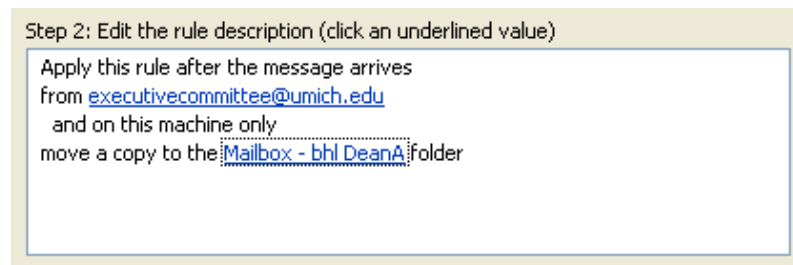 Step 2: Edit the rule description (click an underlined value)
Apply this rule after the message arrives
from executivecommittee@umich.edu
and on this machine only
move a copy to the Mailbox - bhl DeanA folder